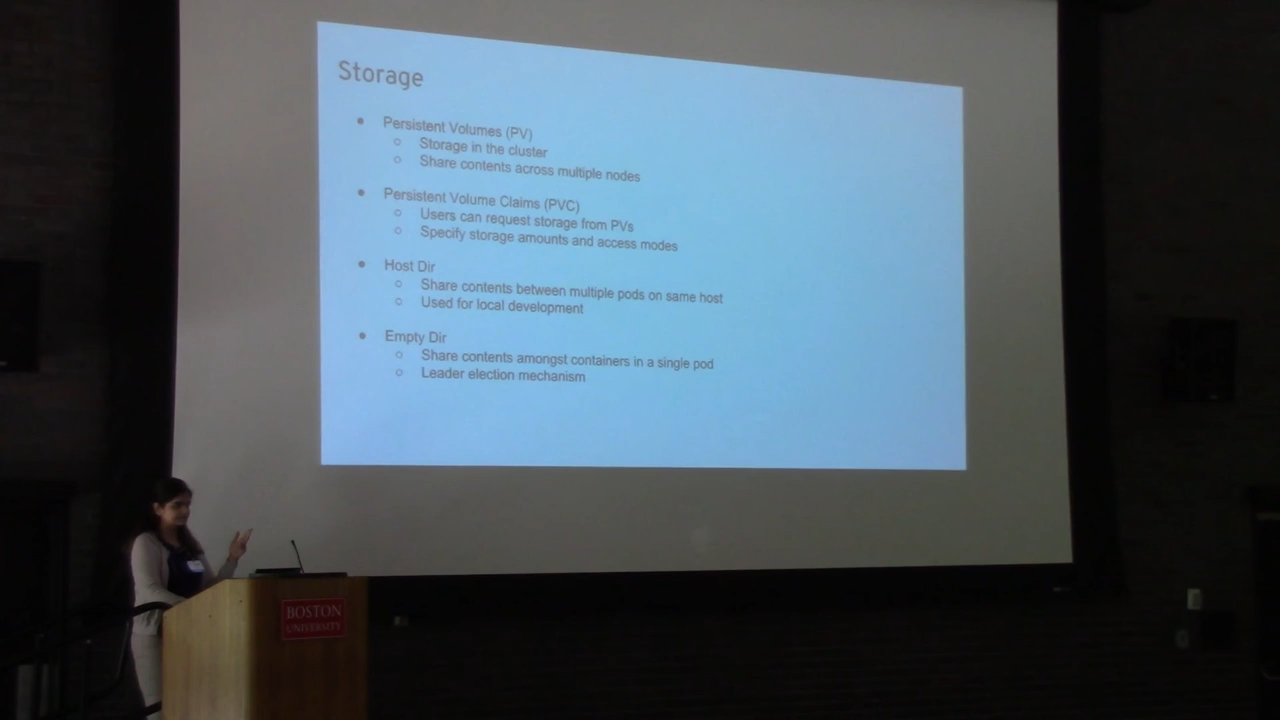 Storage
● Persistent Volumes (PV)
○ Storage in the cluster
○ Share contents across multiple nodes
● Persistent Volume Claims (PVC)
○ Users can request storage from PVs
○ Specify storage amounts and access modes
● Host Dir
○ Share contents between multiple pods on same host
○ Used for local development
● Empty Dir
○ Share contents amongst containers in a single pod
○ Leader election mechanism
BOSTON
UNIVERSITY